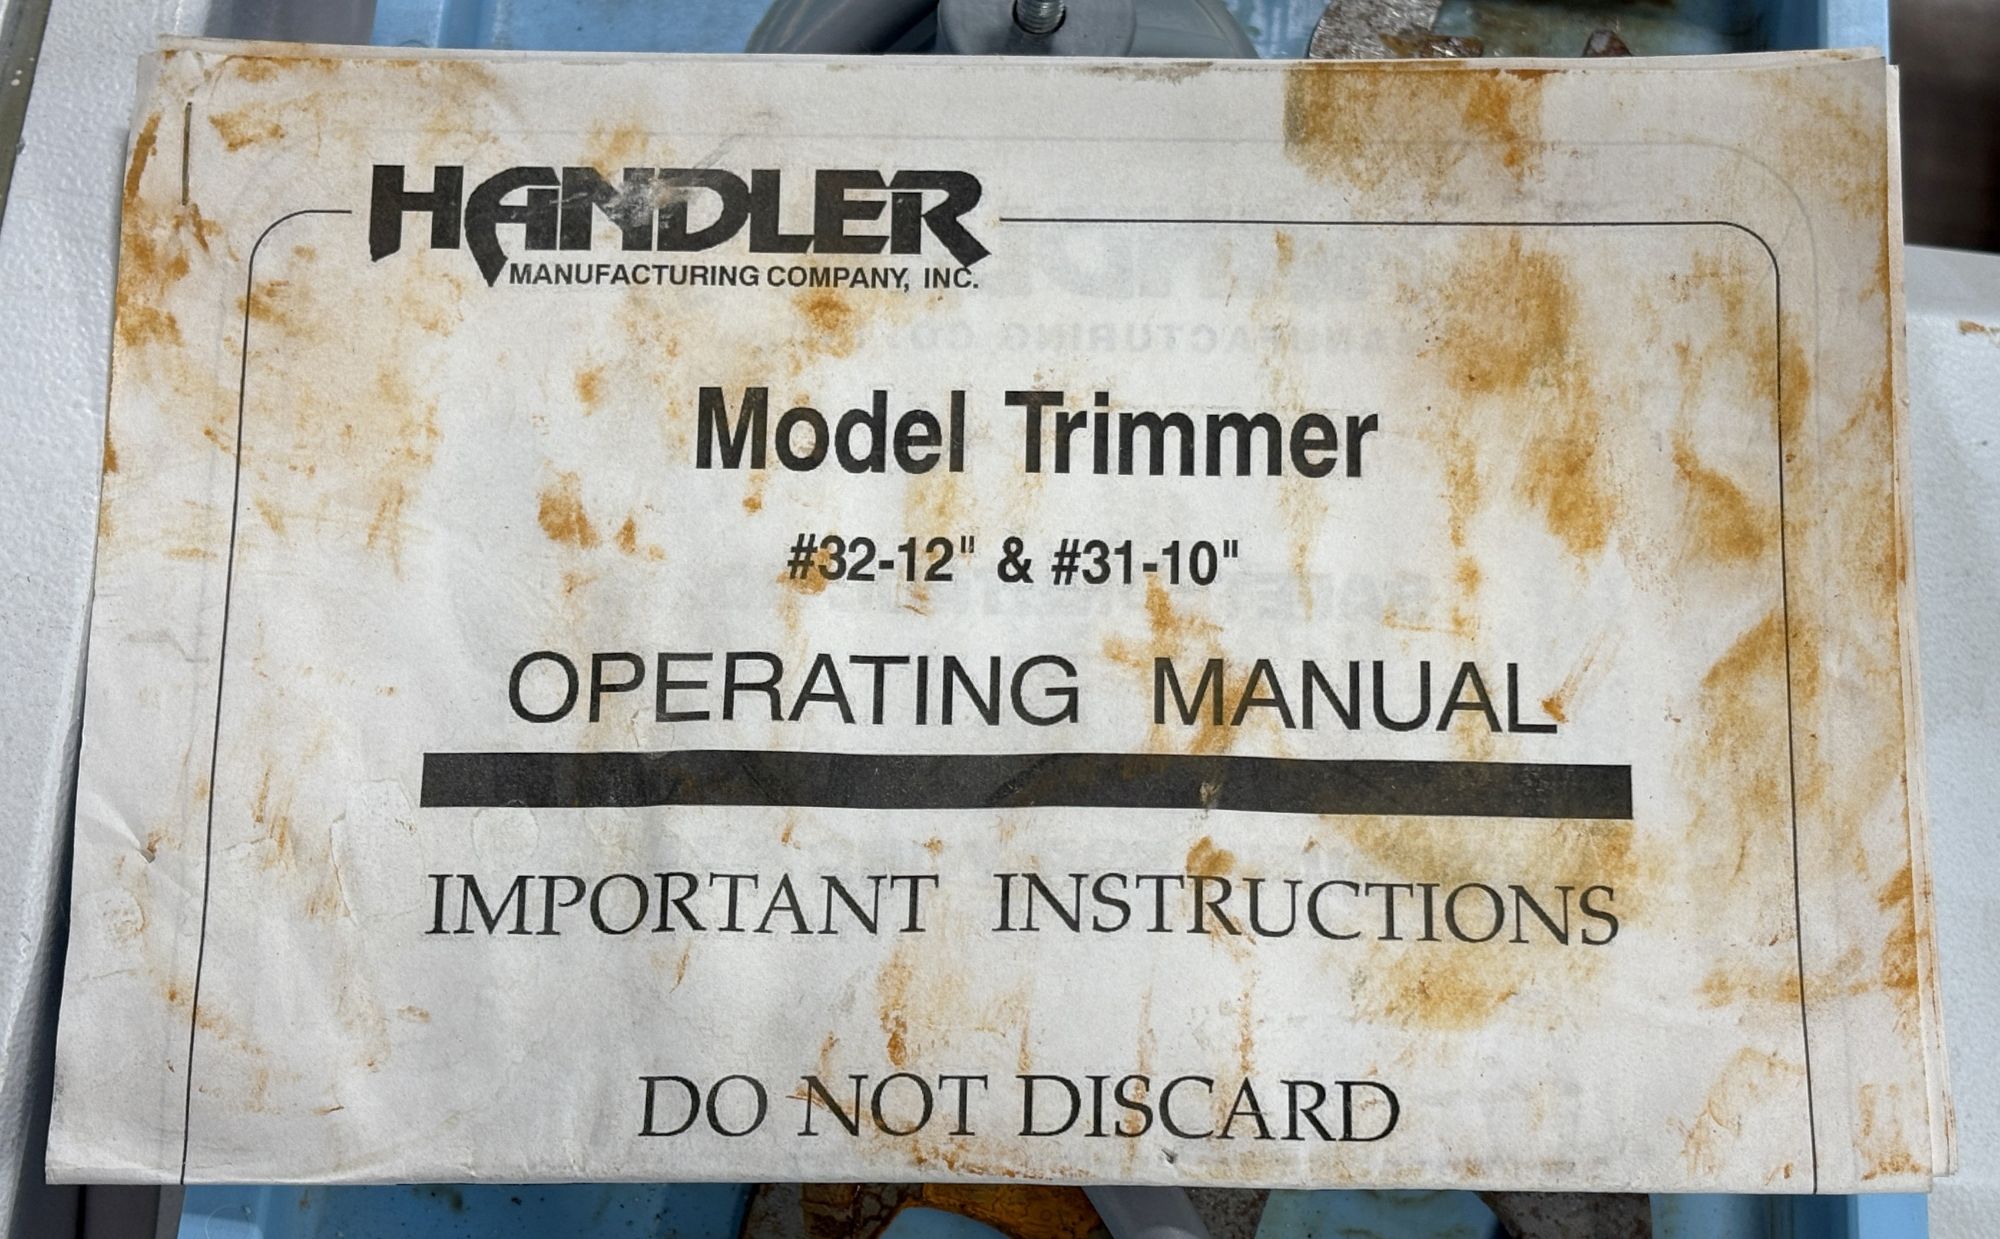 HANDLER
MANUFACTURING COMPANY, INC.
Model Trimmer
#32-12" & #31-10"
OPERATING MANUAL
IMPORTANT INSTRUCTIONS
DO NOT DISCARD